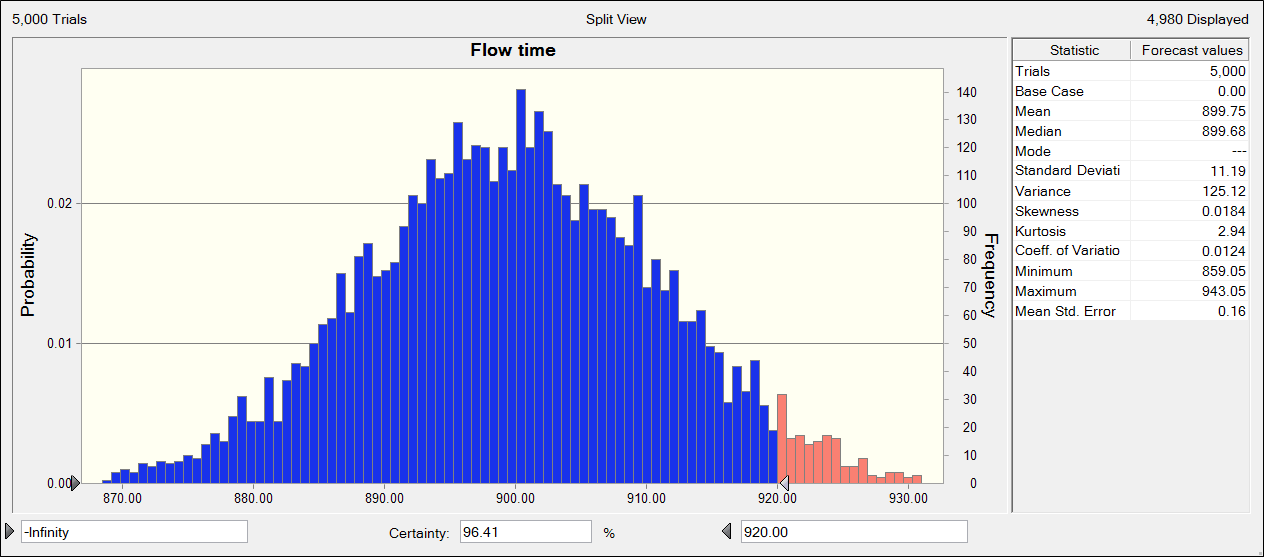 5,000 Trials Split View 4,980 Displayed
Flow time
Probability
0.02
0.01
0.00
Frequency
140
130
120
110
100
90
80
70
60
50
40
30
20
10
0
870.00 880.00 890.00 900.00 910.00 920.00 930.00
Statistic Forecast values
Trials 5,000
Base Case 0.00
Mean 899.75
Median 899.68
Mode ---
Standard Deviati 11.19
Variance 125.12
Skewness 0.0184
Kurtosis 2.94
Coeff. of Variatio 0.0124
Minimum 859.05
Maximum 943.05
Mean Std. Error 0.16
-Infinity Certainty: 96.41 % 920.00